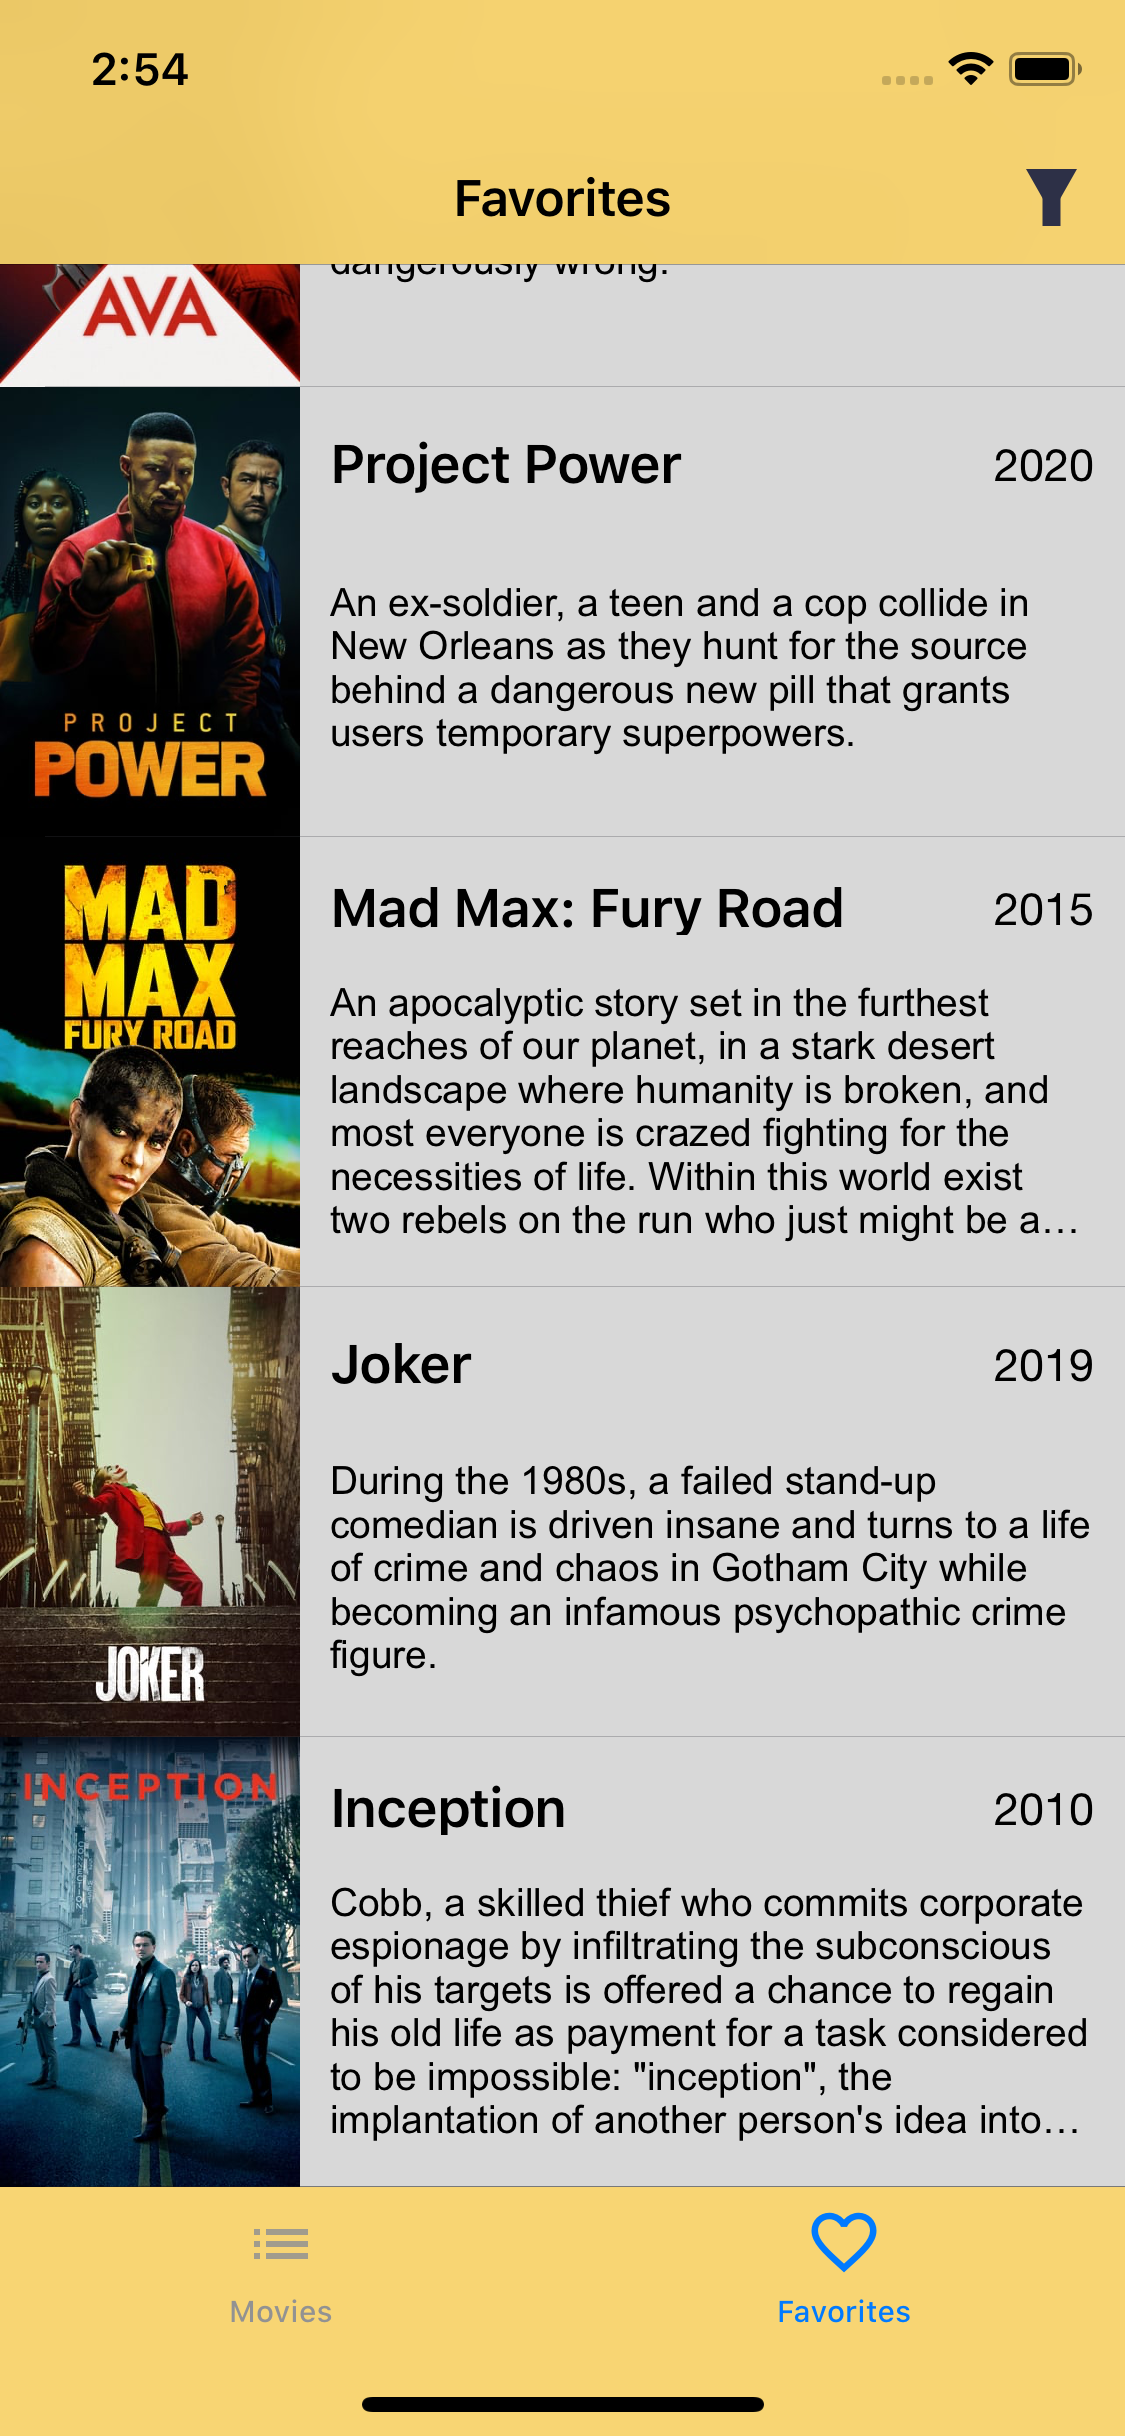 2:54
Favorites
AVA
dangerously wrong.
PROJECT
POWER
Project Power
2020
An ex-soldier, a teen and a cop collide in
New Orleans as they hunt for the source
behind a dangerous new pill that grants
users temporary superpowers.
MAD
MAX
FURY ROAD
Mad Max: Fury Road
2015
An apocalyptic story set in the furthest
reaches of our planet, in a stark desert
landscape where humanity is broken, and
most everyone is crazed fighting for the
necessities of life. Within this world exist
two rebels on the run who just might be a…
JOKER
Joker
2019
During the 1980s, a failed stand-up
comedian is driven insane and turns to a life
of crime and chaos in Gotham City while
becoming an infamous psychopathic crime
figure.
INCEPTION
Inception
2010
Cobb, a skilled thief who commits corporate
espionage by infiltrating the subconscious
of his targets is offered a chance to regain
his old life as payment for a task considered
to be impossible: "inception", the
implantation of another person's idea into…
Movies
Favorites